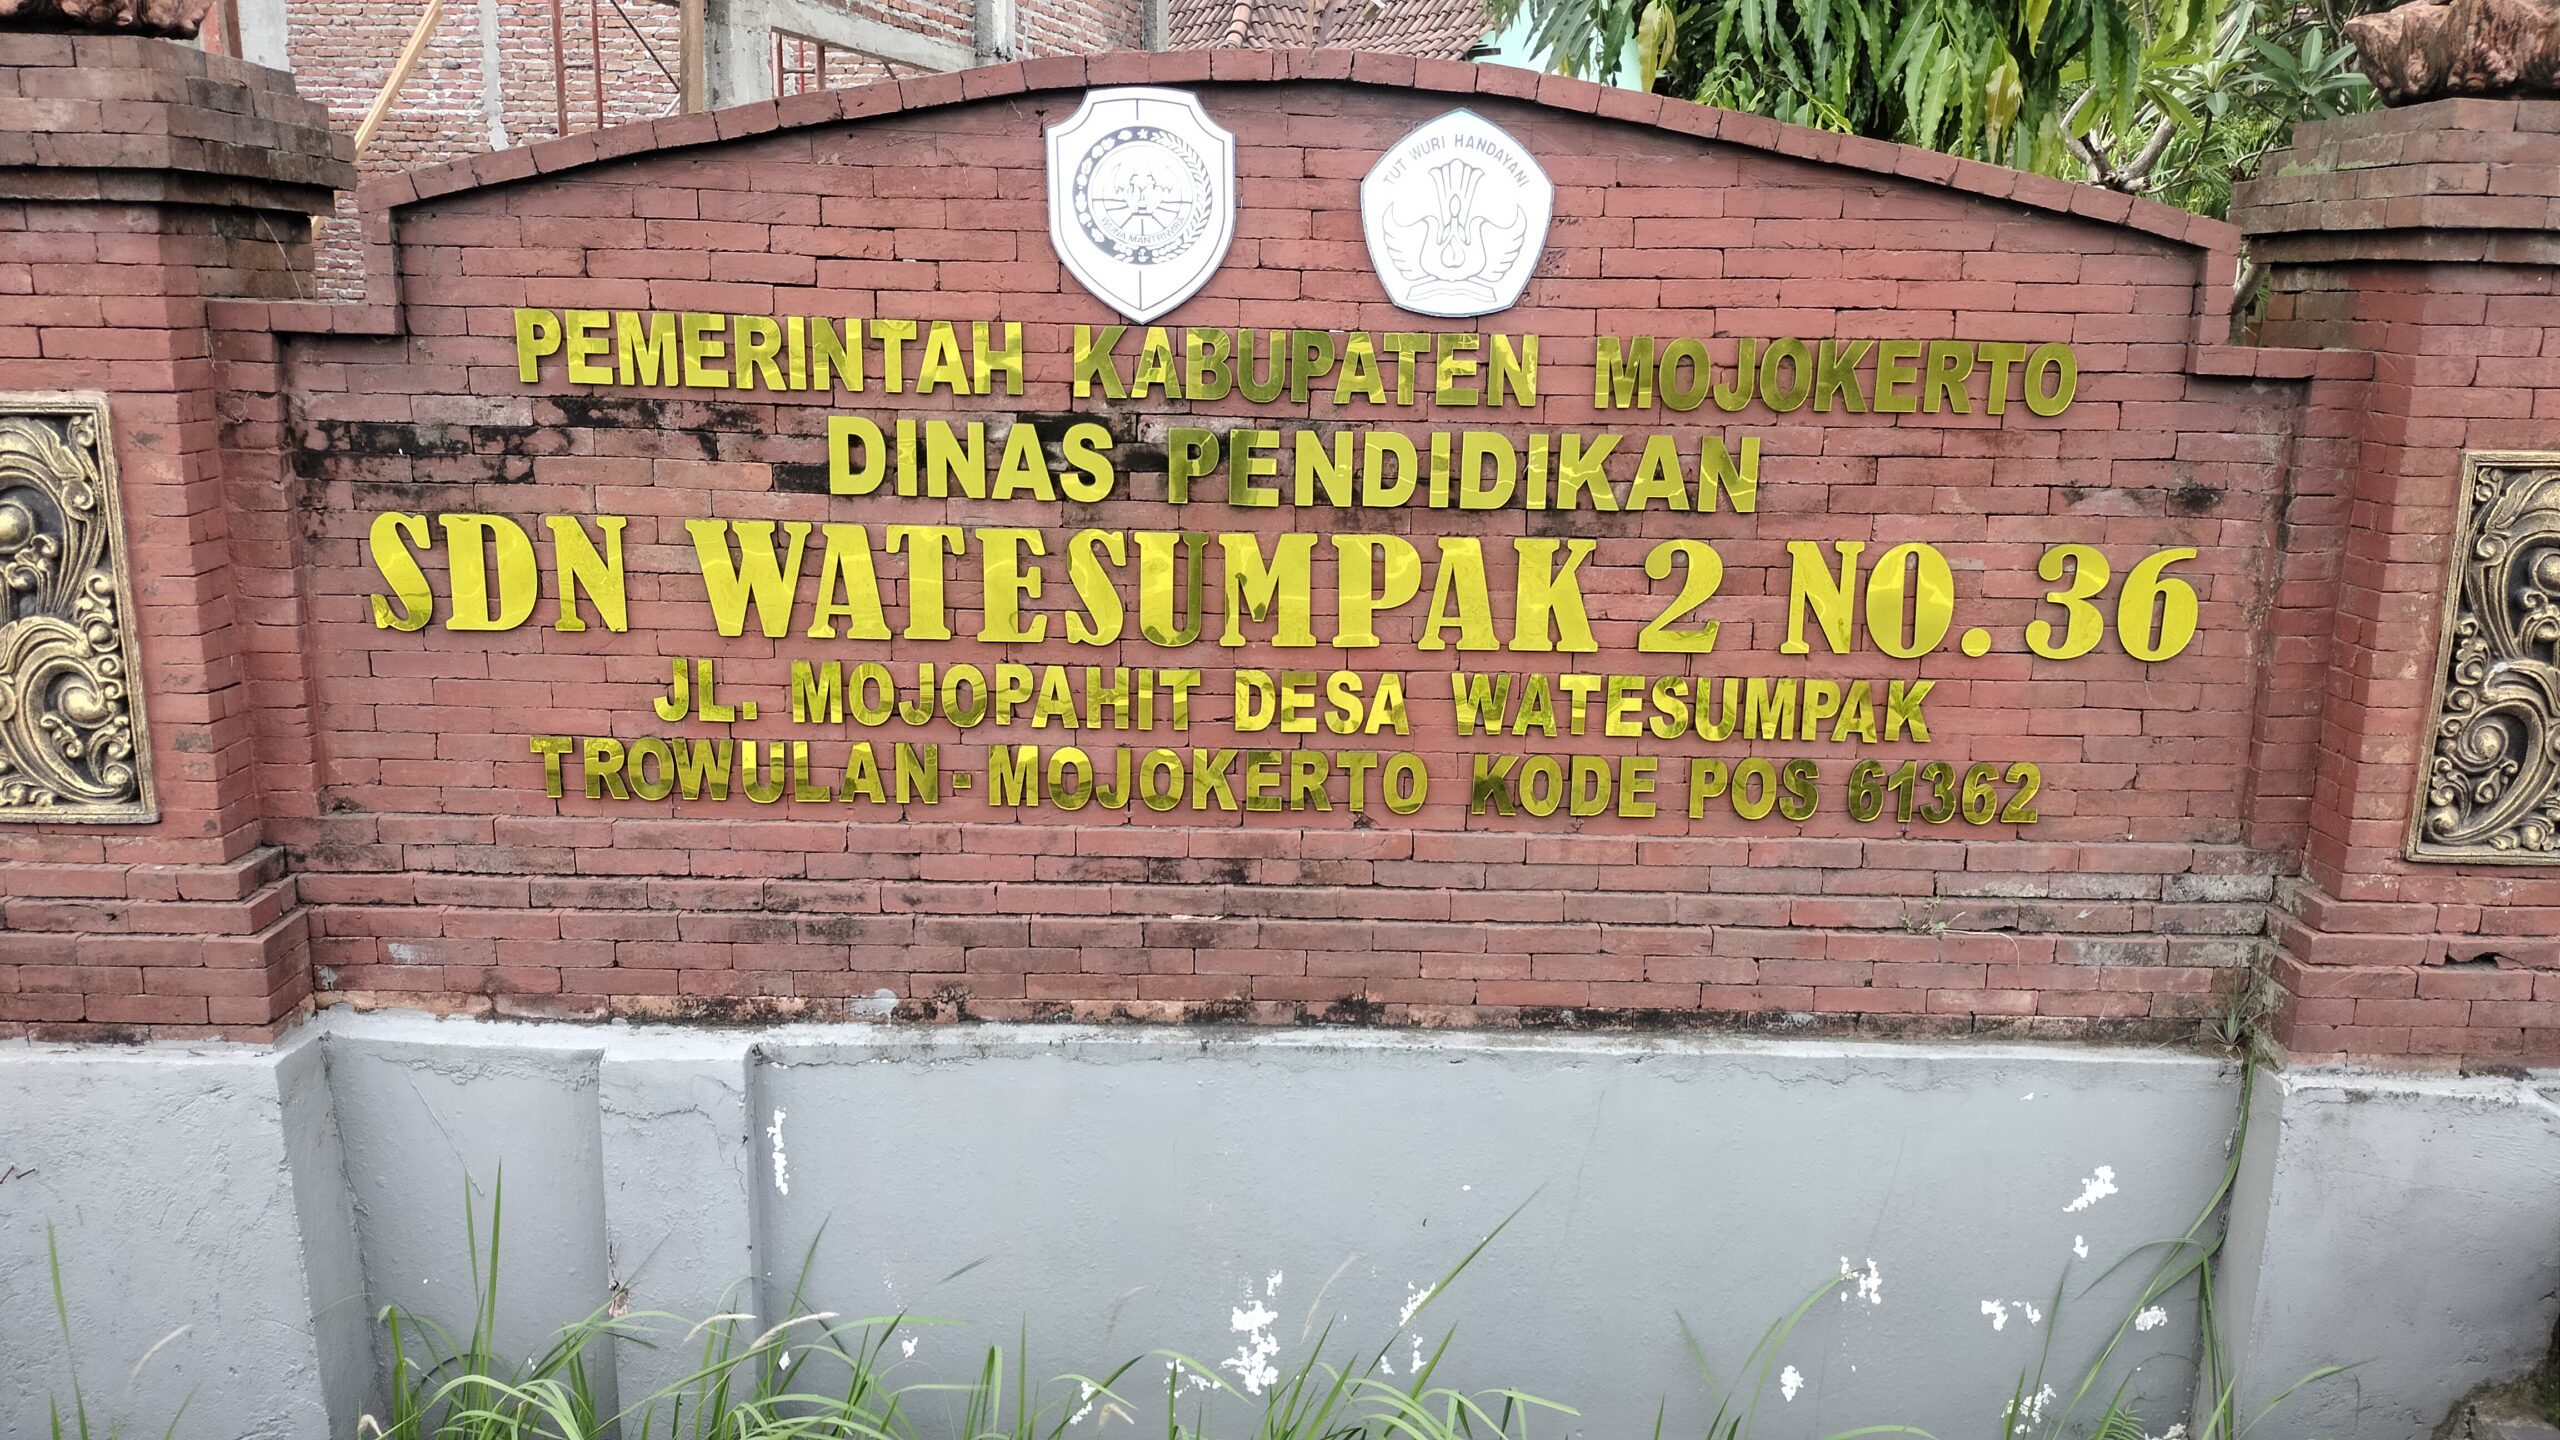 TUT WURI HANDAYANI
PEMERINTAH KABUPATEN MOJOKERTO
DINAS PENDIDIKAN
SDN WATESUMPAK 2 NO. 36
JL. MOJOPAHIT DESA WATESUMPAK
TROWULAN - MOJOKERTO KODE POS 61362